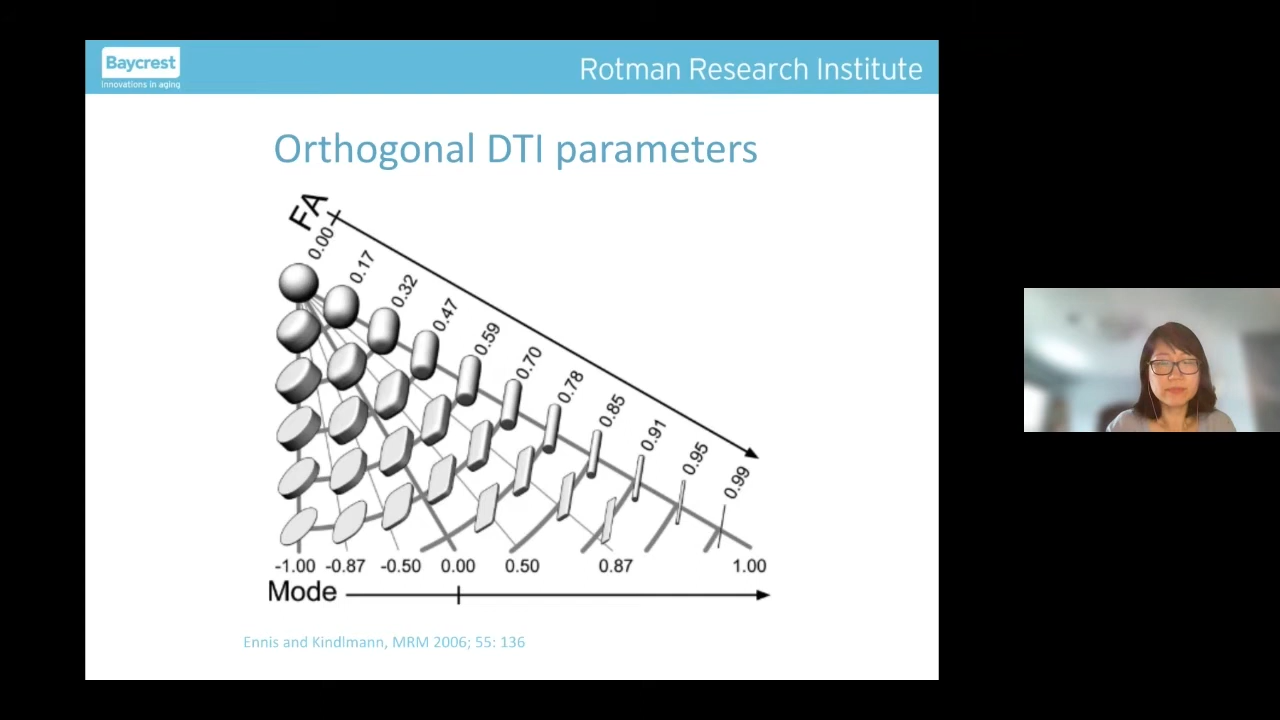 Baycrest
Innovations in aging
Rotman Research Institute
Orthogonal DTI parameters
FA
0.00
0.17
0.32
0.47
0.59
0.70
0.78
0.85
0.91
0.95
0.99
-1.00 -0.87 -0.50 0.00 0.50 0.87 1.00
Mode
Ennis and Kindlmann, MRM 2006; 55: 136